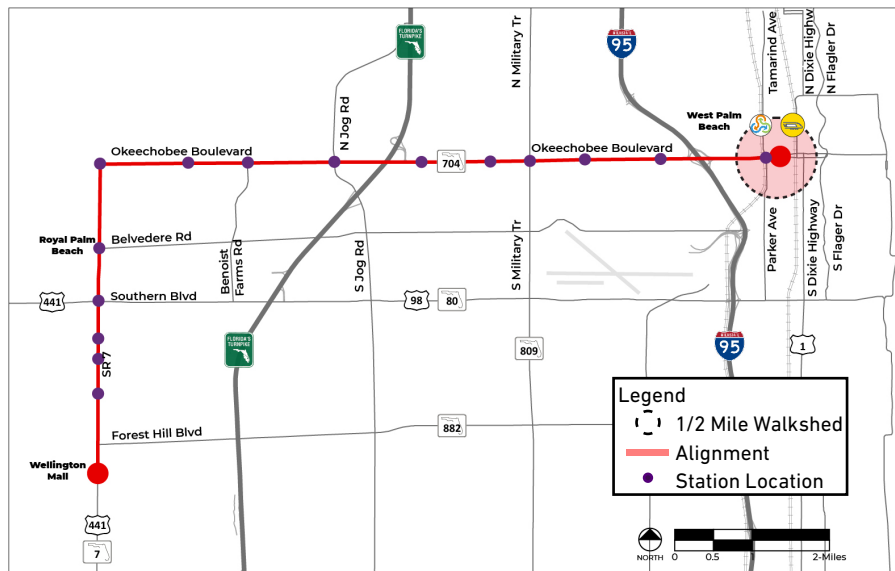 FLORIDA'S
TURNPIKE
INTERSTATE
95
N Military Tr
Tamarind Ave
N Dixie Highway
N Flagler Dr
N Jog Rd
West Palm
Beach
Okeechobee Boulevard
704
Okeechobee Boulevard
Royal Palm
Beach
Belvedere Rd
Benoist
Farms Rd
S Jog Rd
S Military Tr
Parker Ave
S Dixie Highway
S Flager Dr
441
Southern Blvd
98
80
FLORIDA'S
TURNPIKE
95
1
809
SR 7
Forest Hill Blvd
882
Wellington
Mall
441
7
Legend
1/2 Mile Walkshed
Alignment
Station Location
NORTH
0
0.5
2-Miles